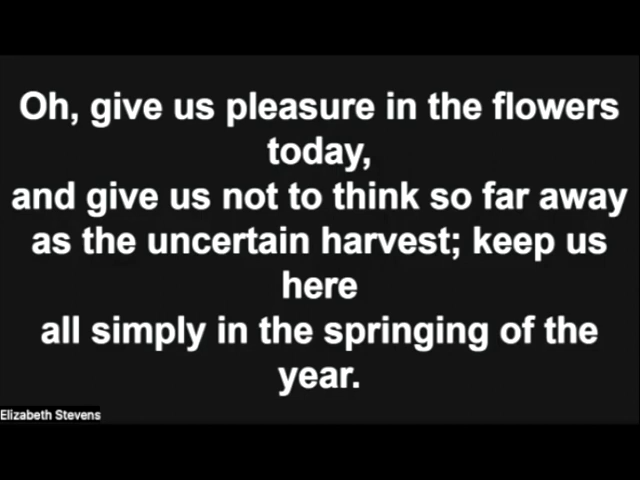 Oh, give us pleasure in the flowers
today,
and give us not to think so far away
as the uncertain harvest; keep us
here
all simply in the springing of the
year.
Elizabeth Stevens